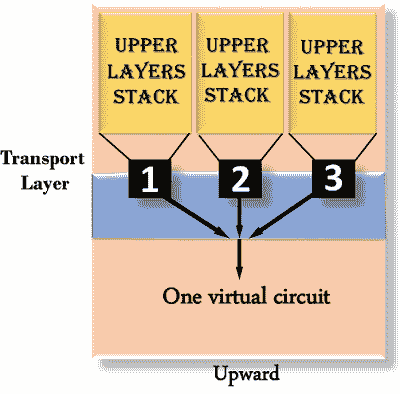 UPPER LAYERS STACK
UPPER LAYERS STACK
UPPER LAYERS STACK
Transport Layer
1 2 3
One virtual circuit
Upward